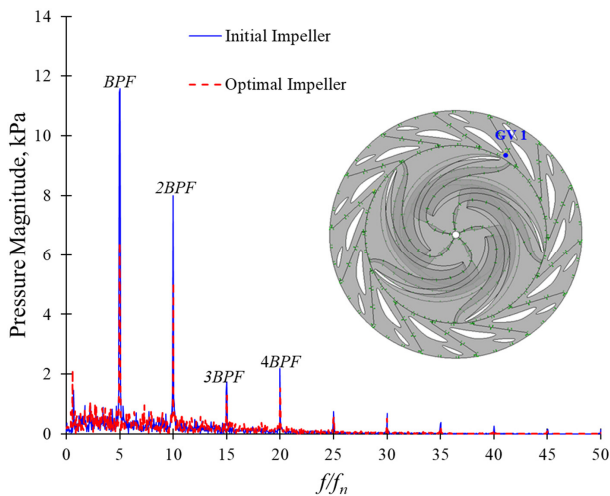 Pressure Magnitude, kPa
14
12
10
8
6
4
2
0
Initial Impeller
Optimal Impeller
BPF
2BPF
3BPF
4BPF
GV 1
0 5 10 15 20 25 30 35 40 45 50
f/fn